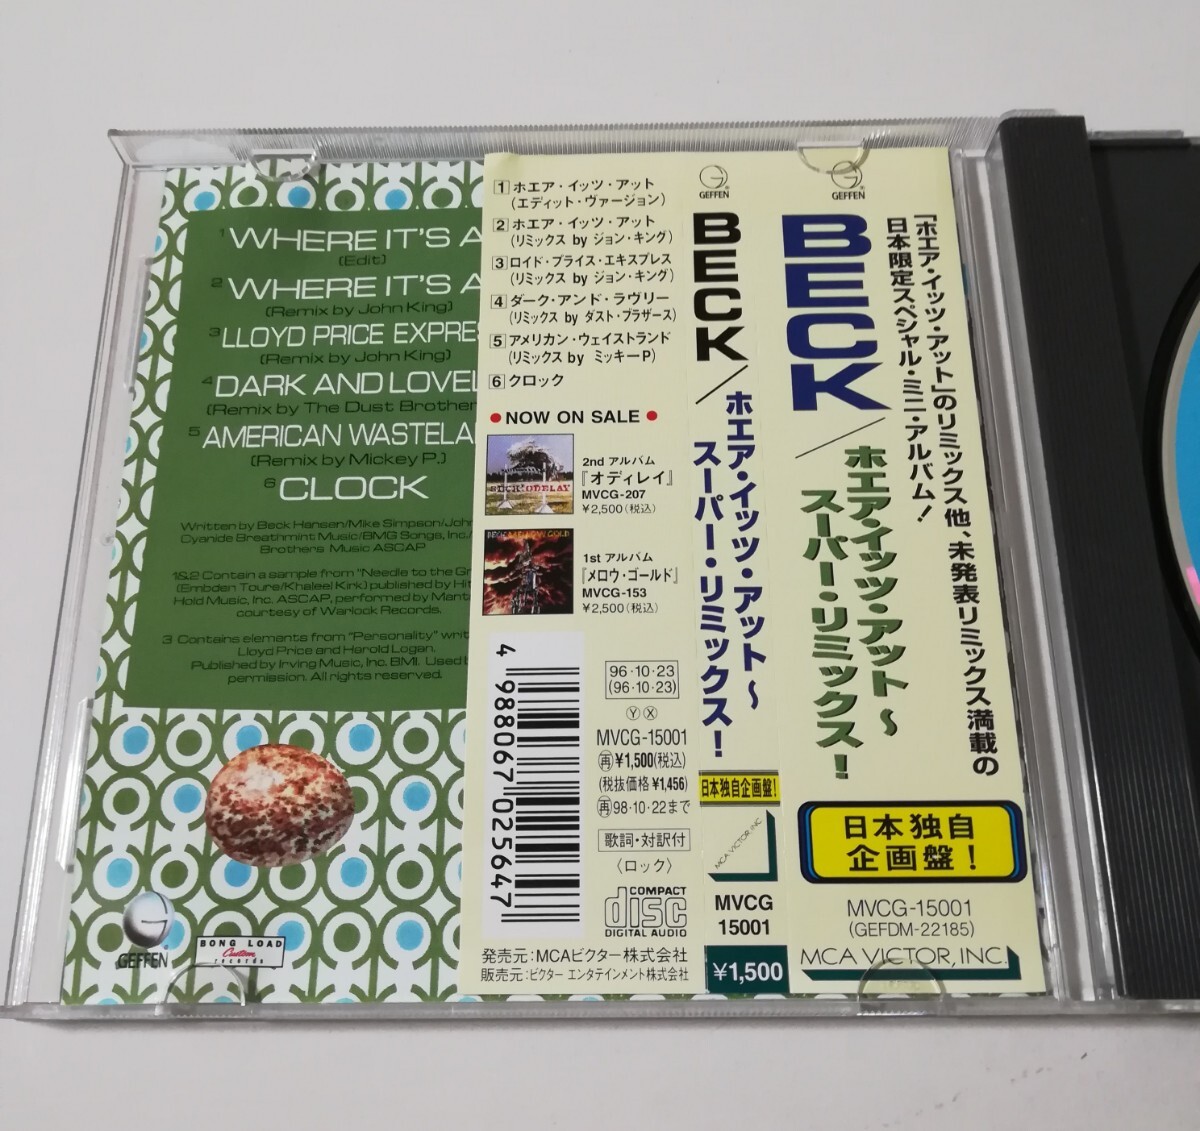 1 WHERE IT'S A
(Edit)
2 WHERE IT'S A
(Remix by John King)
3 LLOYD PRICE EXPRES
(Remix by John King)
4 DARK AND LOVEL
(Remix by The Dust Brother
5 AMERICAN WASTELA
(Remix by Mickey P.)
6 CLOCK
Written by Beck Hansen/Mike Simpson/John
Cyanide Breathmint Music/BMG Songs, Inc./
Brothers Music ASCAP
1&2 Contain a sample from "Needle to the Gr
(Embden Toure/Khaleel Kirk) published by Hit
Hold Music, Inc. ASCAP, performed by Mant
courtesy of Warlock Records.
3 Contains elements from "Personality" writ
Lloyd Price and Harold Logan.
Published by Irving Music, Inc. BMI. Used b
permission. All rights reserved.
GEFFEN
BONG LOAD
Custom
records
1 ホエア・イッツ・アット
(エディット・ヴァージョン)
2 ホエア・イッツ・アット
(リミックス by ジョン・キング)
3 ロイド・プライス・エキスプレス
(リミックス by ジョン・キング)
4 ダーク・アンド・ラヴリー
(リミックス by ダスト・ブラザース)
5 アメリカン・ウェイストランド
(リミックス by ミッキーP)
6 クロック
●NOW ON SALE●
BECK! ODELAY
2nd アルバム
『オディレイ』
MVCG-207
¥2,500(税込)
BECK MELLOW GOLD
1st アルバム
『メロウ・ゴールド』
MVCG-153
¥2,500(税込)
4 988067 025647
96·10·23
(96·10·23)
Ⓨ Ⓧ
MVCG-15001
再 ¥1,500(税込)
(税抜価格 ¥1,456)
再 98·10·22まで
歌詞・対訳付
〈ロック〉
COMPACT
disc
DIGITAL AUDIO
発売元:MCAビクター株式会社
販売元:ビクター エンタテインメント株式会社
GEFFEN
BECK/ホエア・イッツ・アット〜
スーパー・リミックス!
日本独自企画盤!
MCA VICTOR, INC
MVCG
15001
¥1,500
GEFFEN
「ホエア・イッツ・アット」のリミックス他、未発表リミックス満載の
日本限定スペシャル・ミニ・アルバム!
BECK/ホエア・イッツ・アット〜
スーパー・リミックス!
日本独自
企画盤!
MVCG-15001
(GEFDM-22185)
MCA VICTOR, INC.